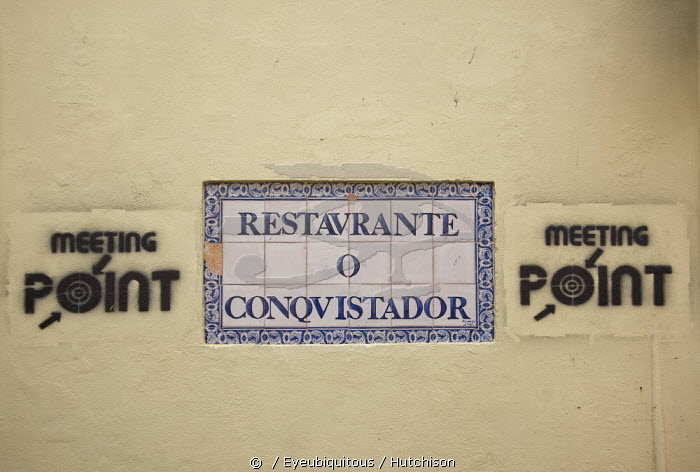 MEETING
POINT
RESTAVRANTE
O
CONQVISTADOR
MEETING
POINT
© / Eyeubiquitous / Hutchison